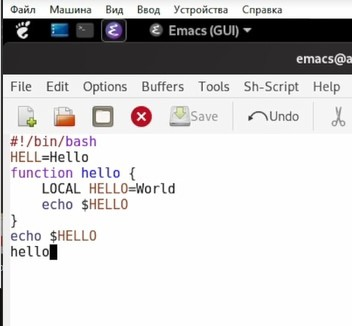 Файл Машина Вид Ввод Устройства Справка
Emacs (GUI)
emacs@a
File Edit Options Buffers Tools Sh-Script Help
Save Undo
#!/bin/bash
HELL=Hello
function hello {
    LOCAL HELLO=World
    echo $HELLO
}
echo $HELLO
hello